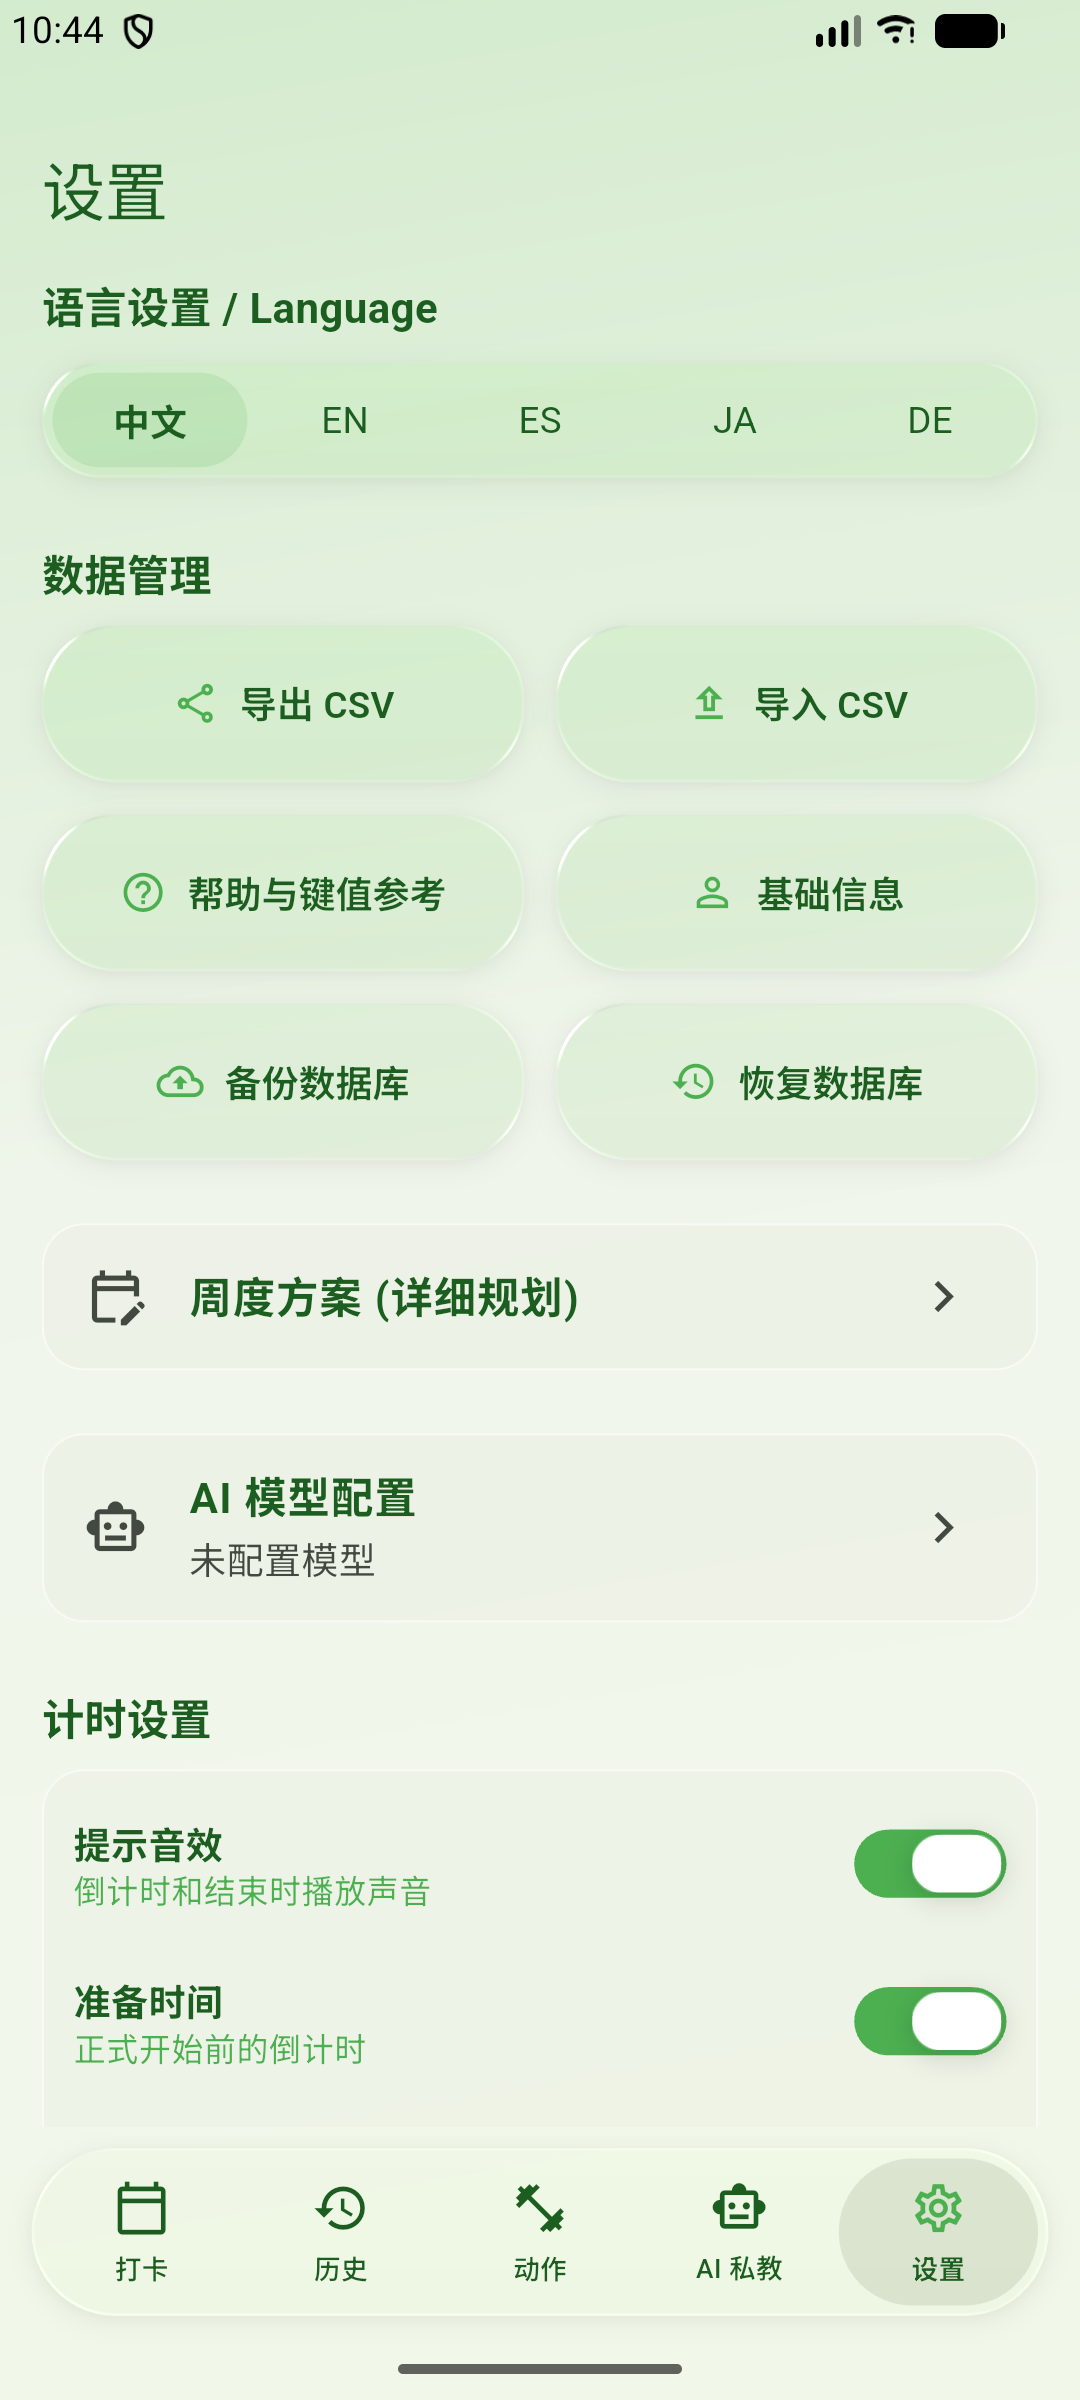 10:44
设置
语言设置 / Language
中文 EN ES JA DE
数据管理
导出 CSV 导入 CSV
帮助与键值参考 基础信息
备份数据库 恢复数据库
周度方案 (详细规划)
AI 模型配置
未配置模型
计时设置
提示音效
倒计时和结束时播放声音
准备时间
正式开始前的倒计时
打卡 历史 动作 AI 私教 设置